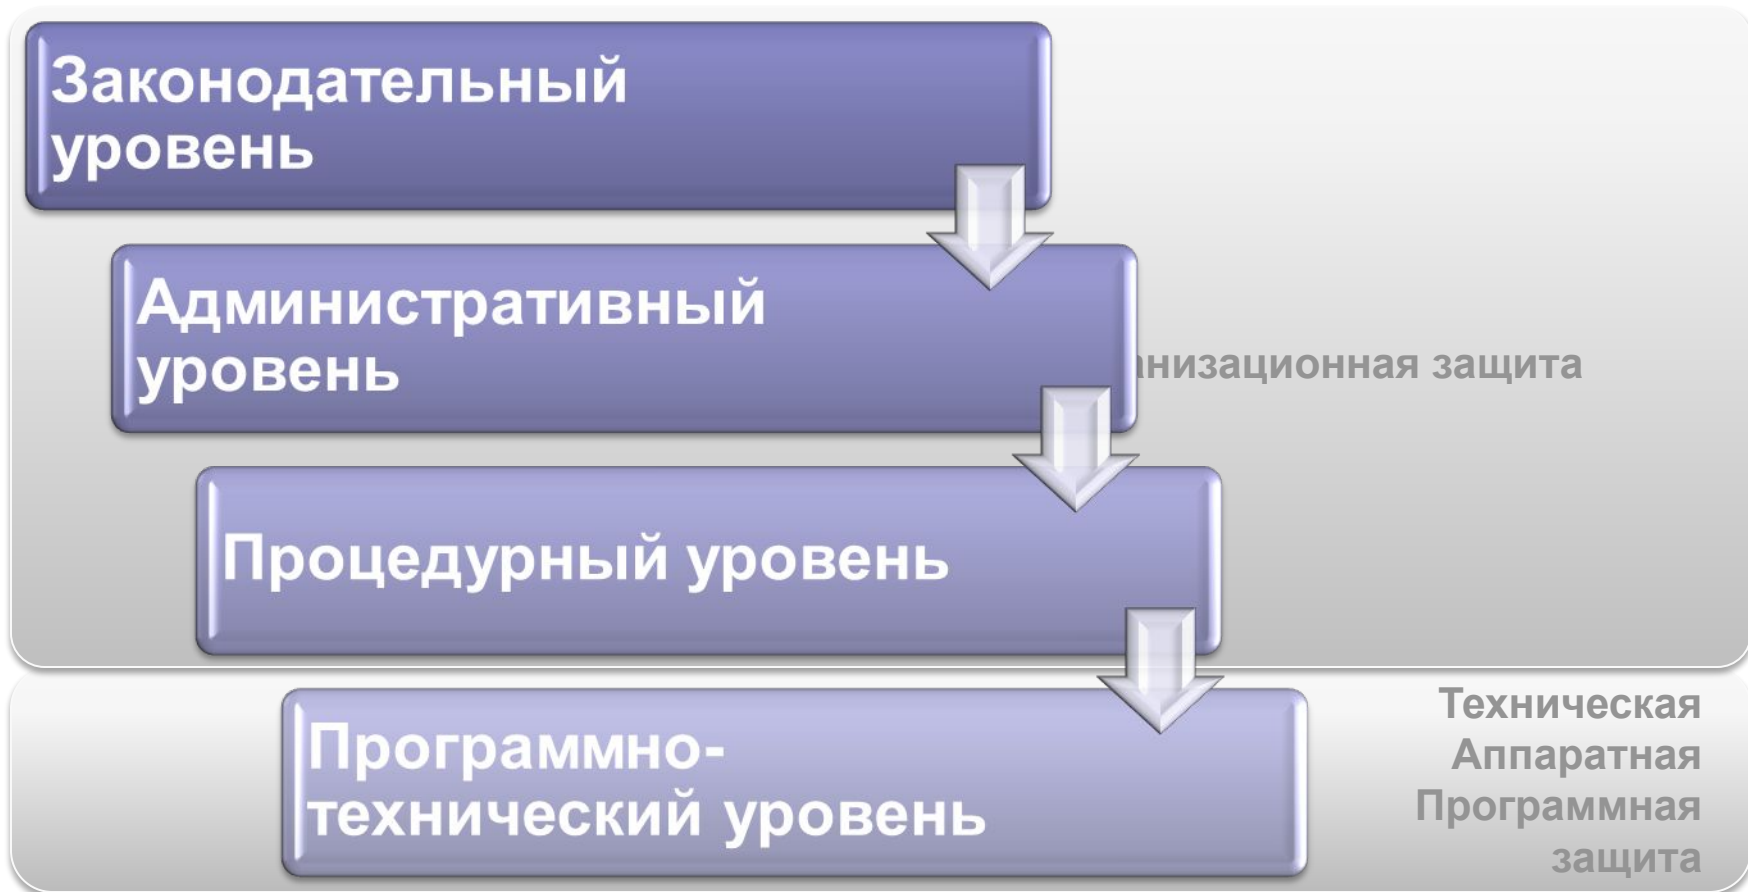 Законодательный
уровень
Административный
уровень
низационная защита
Процедурный уровень
Программно-
технический уровень
Техническая
Аппаратная
Программная
защита